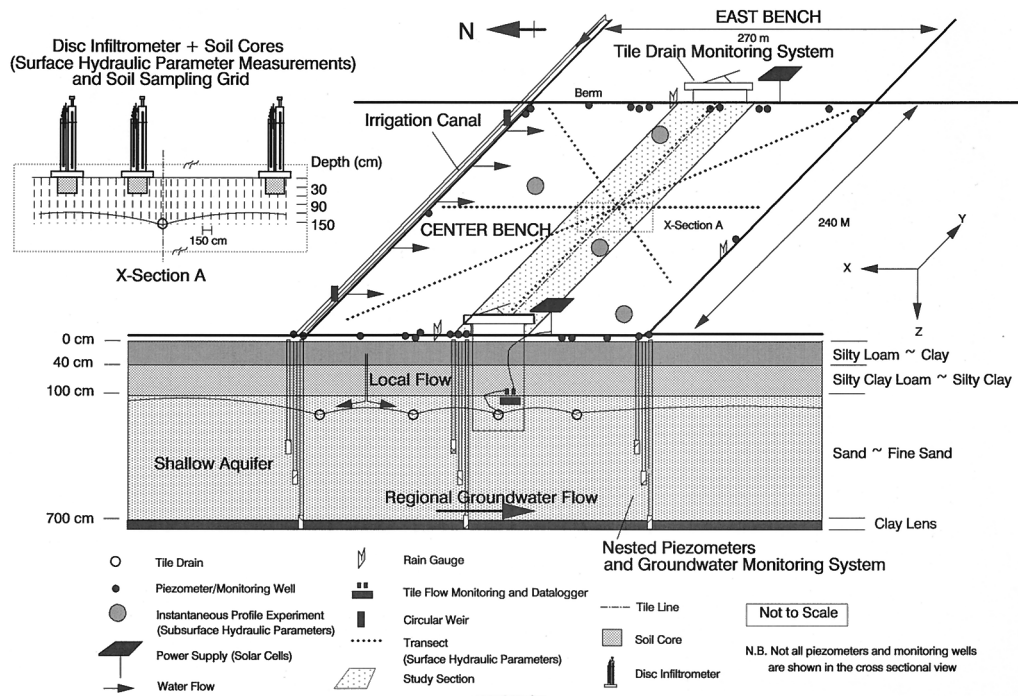 EAST BENCH
N
270 m
Disc Infiltrometer + Soil Cores
(Surface Hydraulic Parameter Measurements)
and Soil Sampling Grid
Tile Drain Monitoring
System
Berm
Irrigation Canal
Depth (cm)
30
90
150
150 cm
X-Section A
CENTER BENCH
X-Section A
240 M
Y
X
Z
0 cm
40 cm
100 cm
700 cm
Local Flow
Shallow Aquifer
Regional Groundwater Flow
Silty Loam ~ Clay
Silty Clay Loam ~ Silty Clay
Sand ~ Fine Sand
Clay Lens
Nested Piezometers
and Groundwater Monitoring System
Tile Drain
Piezometer/Monitoring Well
Instantaneous Profile Experiment
(Subsurface Hydraulic Parameters)
Power Supply (Solar Cells)
Water Flow
Rain Gauge
Tile Flow Monitoring and Datalogger
Circular Weir
Transect
(Surface Hydraulic Parameters)
Study Section
Tile Line
Soil Core
Disc Infiltrometer
Not to Scale
N.B. Not all piezometers and monitoring wells
are shown in the cross sectional view